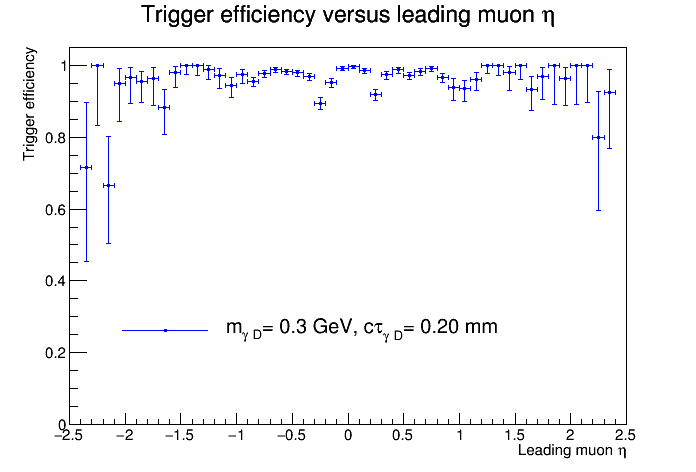 Trigger efficiency versus leading muon η
Trigger efficiency
1
0.8
0.6
0.4
0.2
0
m_γ D= 0.3 GeV, cτ_γ D= 0.20 mm
−2.5 −2 −1.5 −1 −0.5 0 0.5 1 1.5 2 2.5
Leading muon η